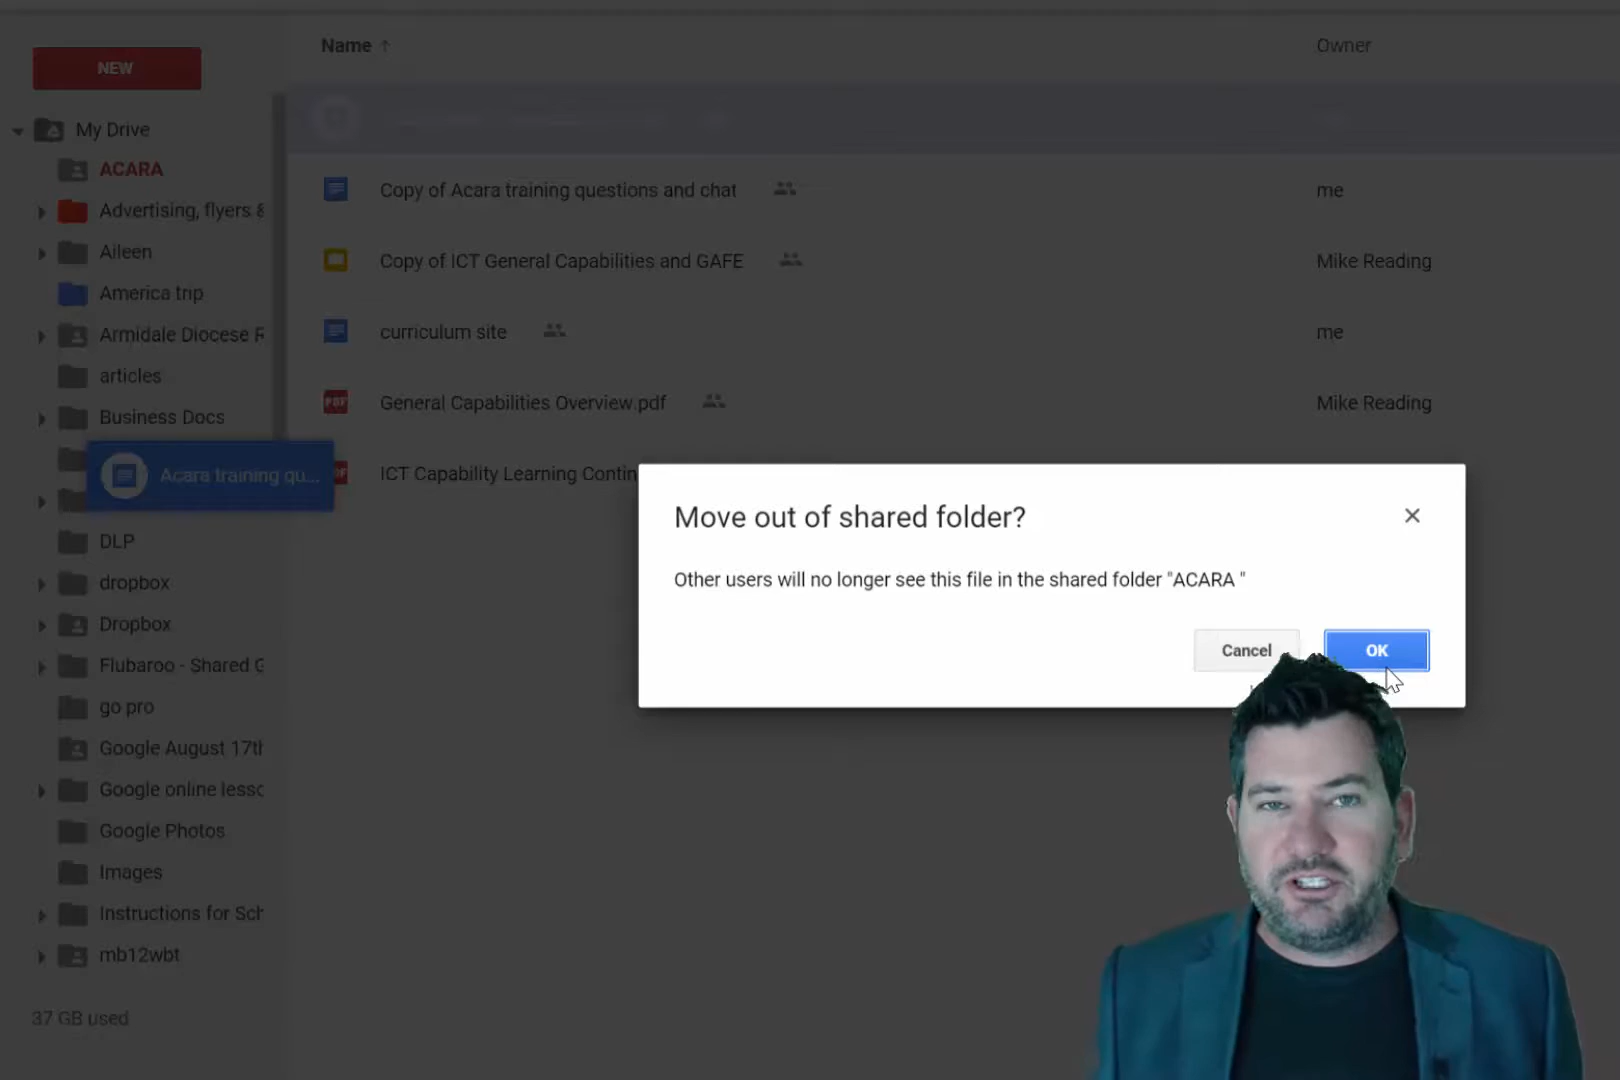 NEW
Name ↑
Owner
My Drive
ACARA
Advertising, flyers &
Aileen
America trip
Armidale Diocese R
articles
Business Docs
Acara training qu...
DLP
dropbox
Dropbox
Flubaroo - Shared G
go pro
Google August 17th
Google online lesso
Google Photos
Images
Instructions for Sch
mb12wbt
37 GB used
Copy of Acara training questions and chat
me
Copy of ICT General Capabilities and GAFE
Mike Reading
curriculum site
me
PDF
General Capabilities Overview.pdf
Mike Reading
ICT Capability Learning Contin
Move out of shared folder?
Other users will no longer see this file in the shared folder "ACARA "
Cancel
OK